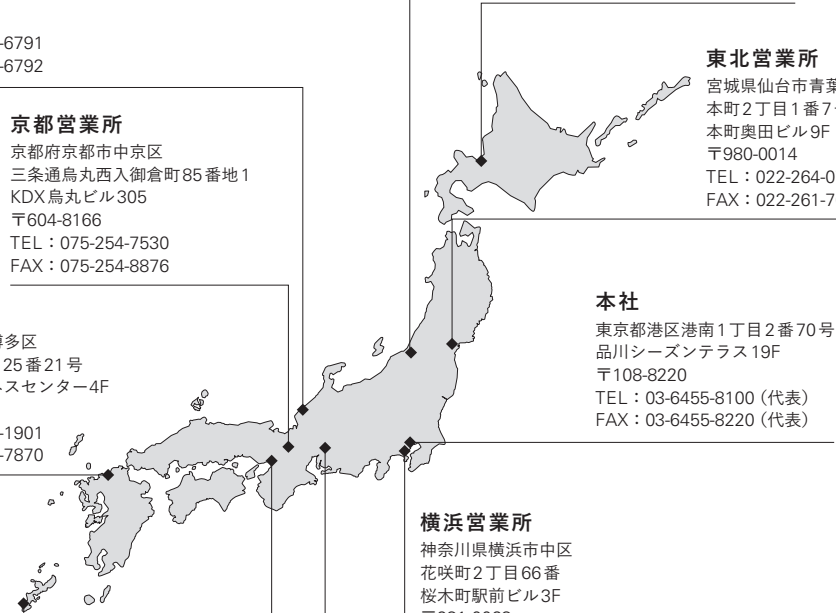 -6791
-6792
京都営業所
京都府京都市中京区
三条通烏丸西入御倉町85番地1
KDX烏丸ビル305
〒604-8166
TEL：075-254-7530
FAX：075-254-8876
東北営業所
宮城県仙台市青葉
本町2丁目1番7
本町奥田ビル9F
〒980-0014
TEL：022-264-0
FAX：022-261-7
本社
東京都港区港南1丁目2番70号
品川シーズンテラス19F
〒108-8220
TEL：03-6455-8100（代表）
FAX：03-6455-8220（代表）
多区
25番21号
スセンター4F
-1901
-7870
横浜営業所
神奈川県横浜市中区
花咲町2丁目66番
桜木町駅前ビル3F